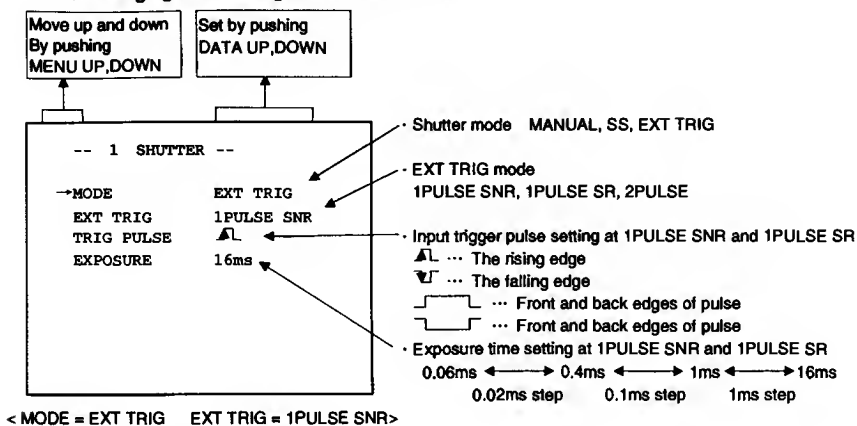 Move up and down
By pushing
MENU UP,DOWN
Set by pushing
DATA UP,DOWN
-- 1 SHUTTER --
→MODE EXT TRIG
EXT TRIG 1PULSE SNR
TRIG PULSE
EXPOSURE 16ms
· Shutter mode MANUAL, SS, EXT TRIG
· EXT TRIG mode
1PULSE SNR, 1PULSE SR, 2PULSE
· Input trigger pulse setting at 1PULSE SNR and 1PULSE SR
··· The rising edge
··· The falling edge
··· Front and back edges of pulse
··· Front and back edges of pulse
· Exposure time setting at 1PULSE SNR and 1PULSE SR
0.06ms ↔ 0.4ms ↔ 1ms ↔ 16ms
0.02ms step 0.1ms step 1ms step
< MODE = EXT TRIG EXT TRIG = 1PULSE SNR>